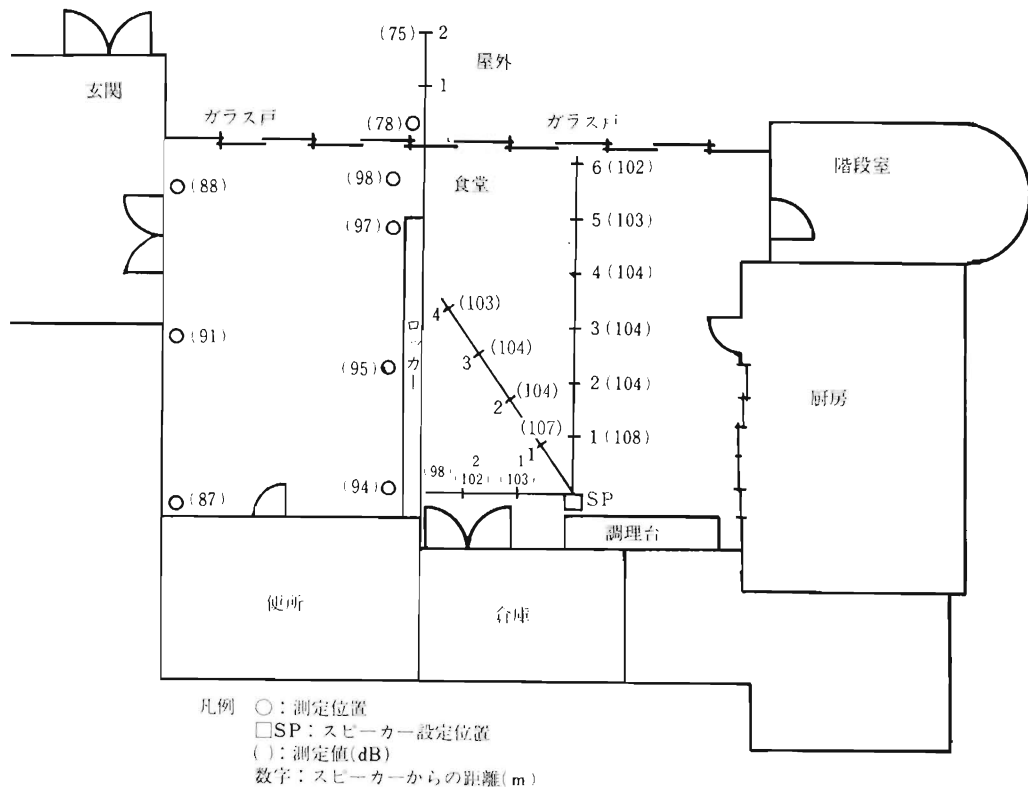 (75) 2
屋外
1
玄関
ガラス戸
(78)
ガラス戸
6 (102)
階段室
(88)
(98)
食堂
5 (103)
(97)
4 (104)
4 (103)
ロッカー
3 (104)
(91)
3 (104)
(95)
2 (104)
2 (104)
厨房
(107)
1
1 (108)
(98)
2
(102)
1
(103)
(94)
(87)
SP
調理台
便所
倉庫
凡例 ○:測定位置
□SP:スピーカー設定位置
( ):測定値(dB)
数字:スピーカーからの距離(m)